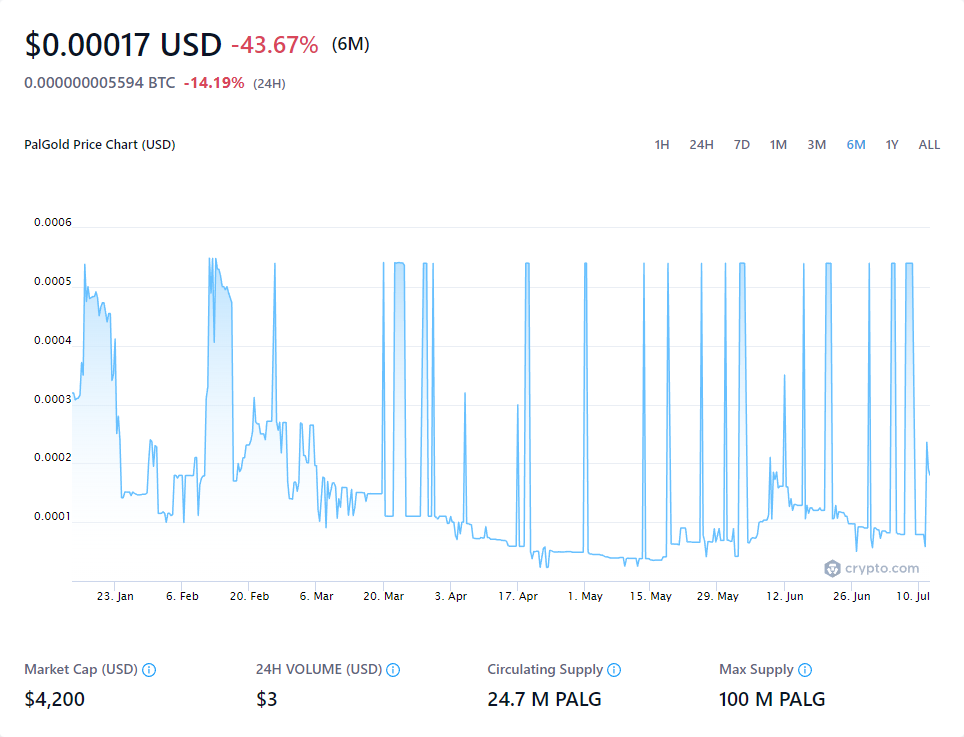 $0.00017 USD -43.67% (6M)
0.000000005594 BTC -14.19% (24H)
PalGold Price Chart (USD) 1H 24H 7D 1M 3M 6M 1Y ALL
0.0006
0.0005
0.0004
0.0003
0.0002
0.0001
crypto.com
23. Jan 6. Feb 20. Feb 6. Mar 20. Mar 3. Apr 17. Apr 1. May 15. May 29. May 12. Jun 26. Jun 10. Jul
Market Cap (USD) 24H VOLUME (USD) Circulating Supply Max Supply
$4,200 $3 24.7 M PALG 100 M PALG